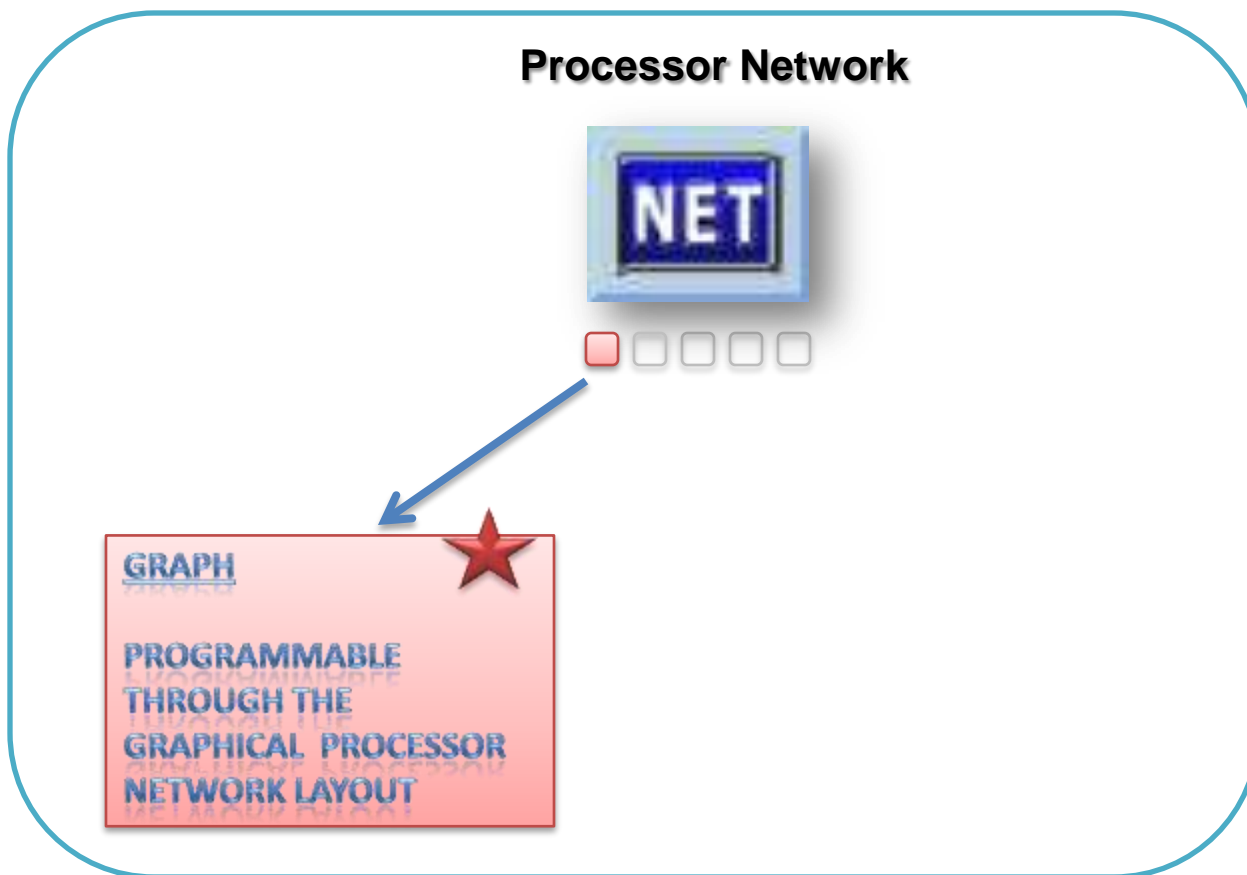 Processor Network
NET
GRAPH
PROGRAMMABLE
THROUGH THE
GRAPHICAL PROCESSOR
NETWORK LAYOUT